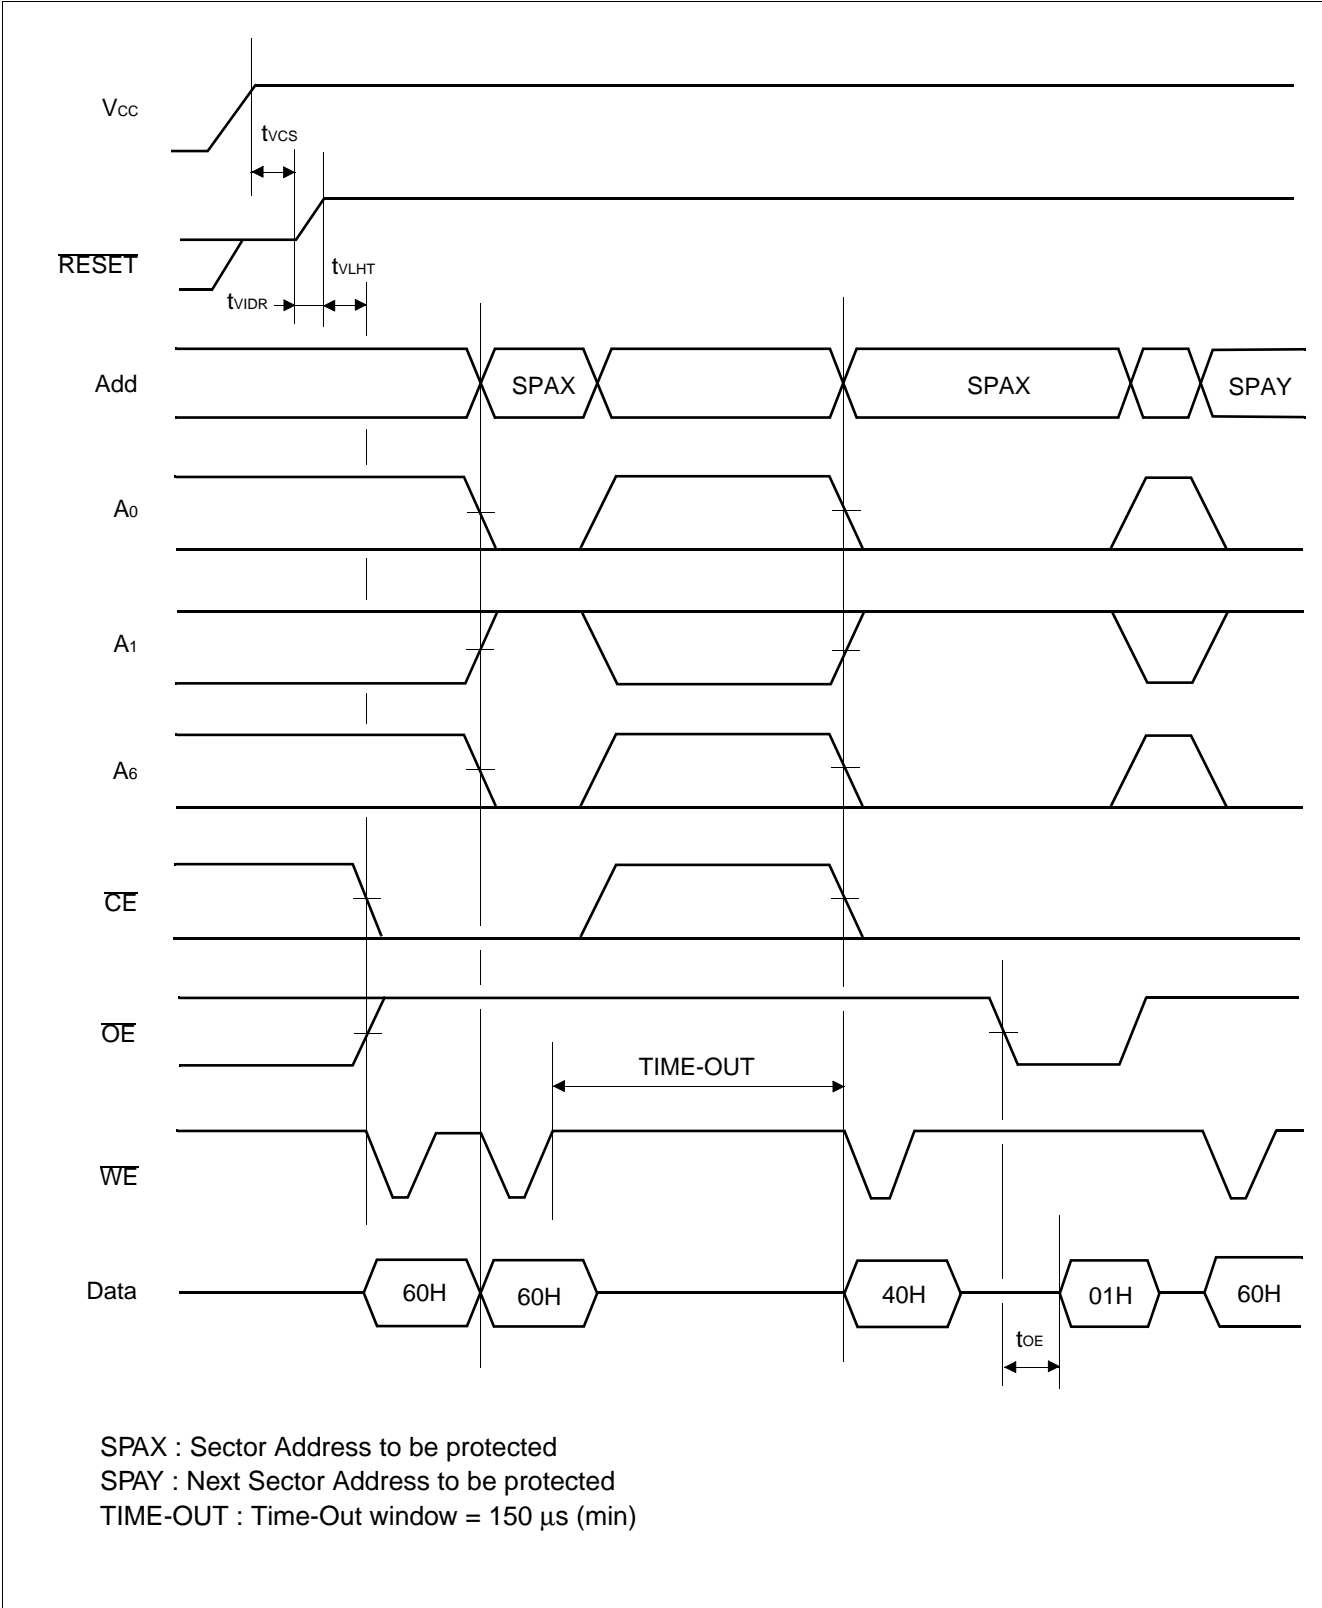 VCC
tVCS
RESET
tVLHT
tVIDR
Add
SPAX
SPAX
SPAY
A0
A1
A6
CE
OE
TIME-OUT
WE
Data
60H
60H
40H
01H
60H
tOE
SPAX : Sector Address to be protected
SPAY : Next Sector Address to be protected
TIME-OUT : Time-Out window = 150 μs (min)